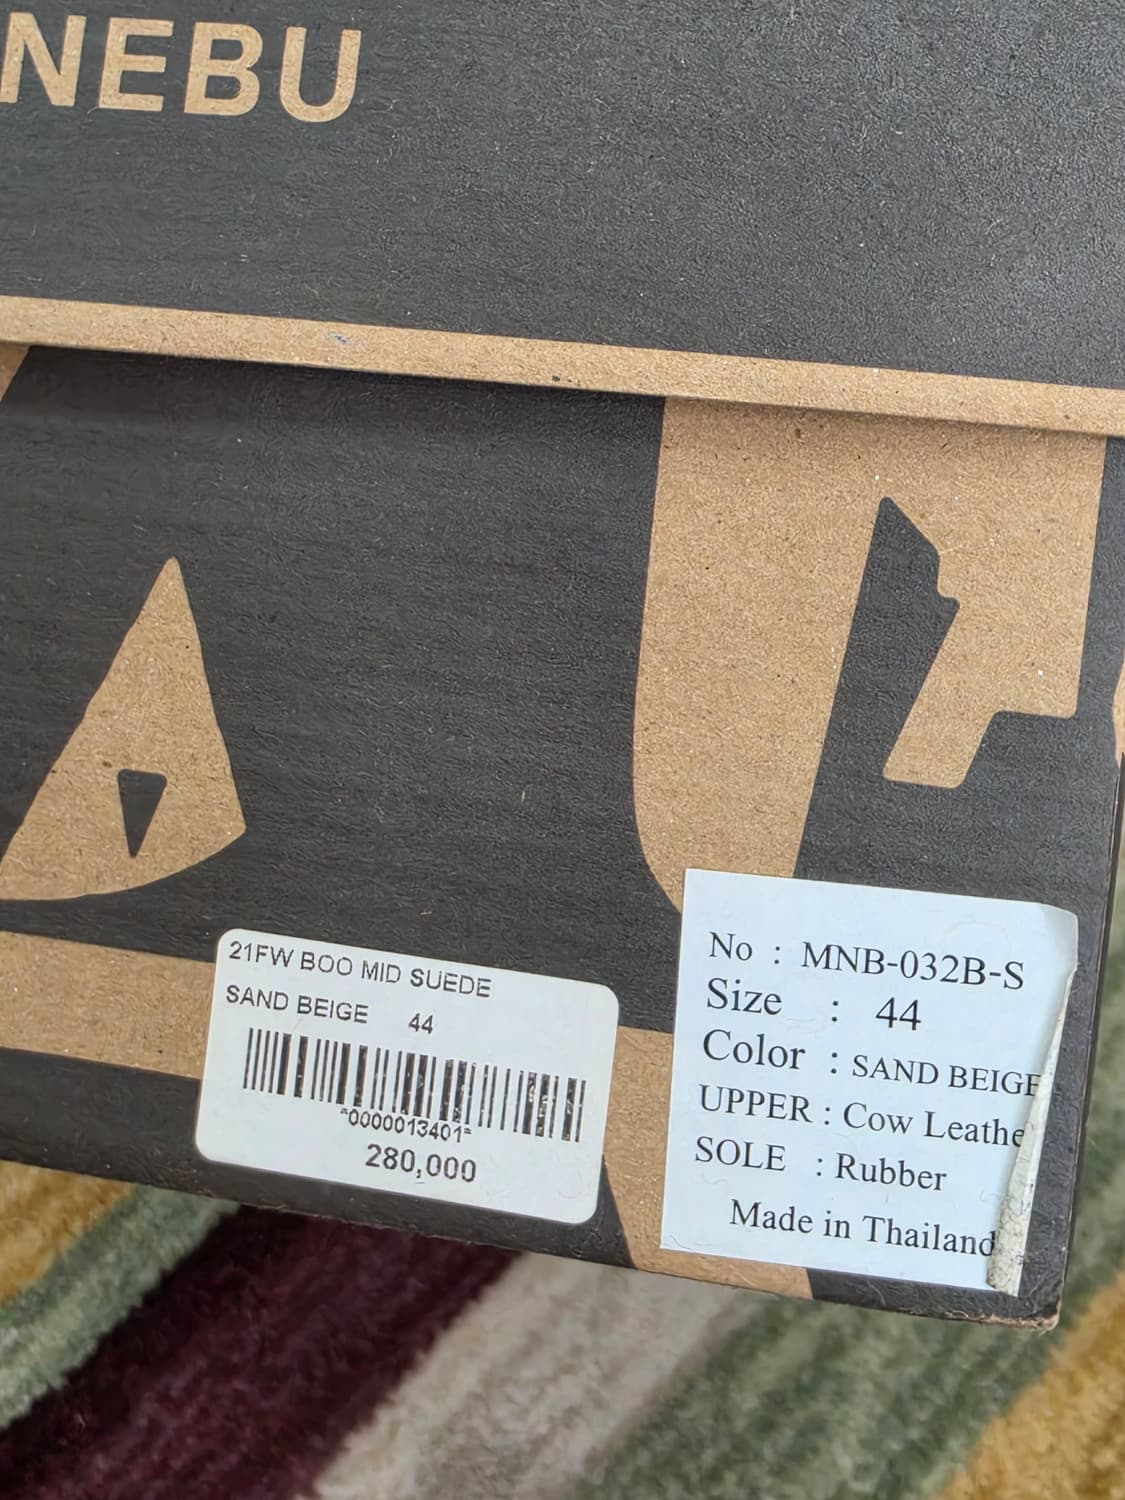 NEBU
21FW BOO MID SUEDE
SAND BEIGE 44
*0000013401*
280,000
No : MNB-032B-S
Size : 44
Color : SAND BEIGE
UPPER : Cow Leathe
SOLE : Rubber
Made in Thailand